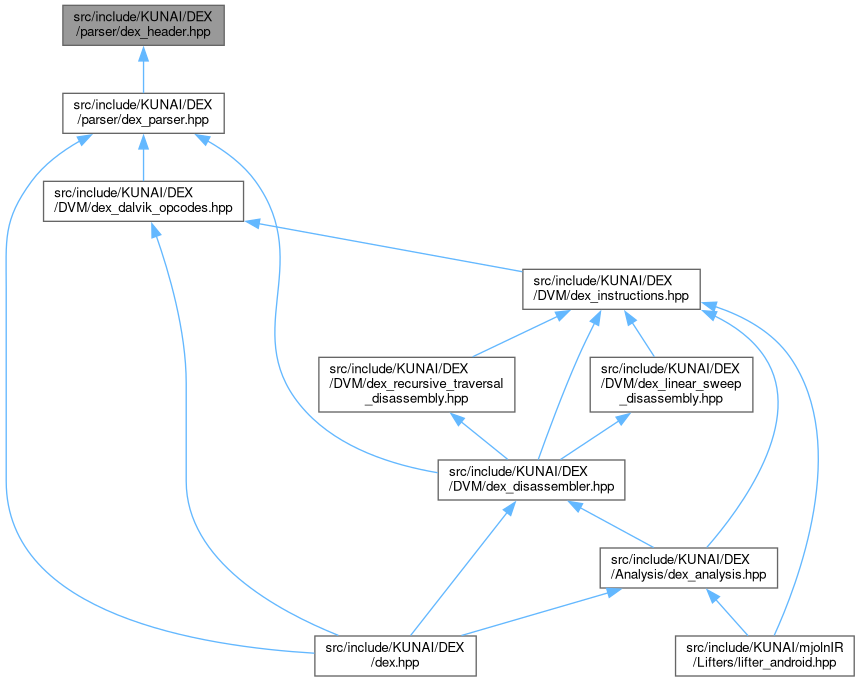 src/include/KUNAI/DEX
/parser/dex_header.hpp
src/include/KUNAI/DEX
/parser/dex_parser.hpp
src/include/KUNAI/DEX
/DVM/dex_dalvik_opcodes.hpp
src/include/KUNAI/DEX
/DVM/dex_instructions.hpp
src/include/KUNAI/DEX
/DVM/dex_recursive_traversal
_disassembly.hpp
src/include/KUNAI/DEX
/DVM/dex_linear_sweep
_disassembly.hpp
src/include/KUNAI/DEX
/DVM/dex_disassembler.hpp
src/include/KUNAI/DEX
/Analysis/dex_analysis.hpp
src/include/KUNAI/DEX
/dex.hpp
src/include/KUNAI/mjolnIR
/Lifters/lifter_android.hpp